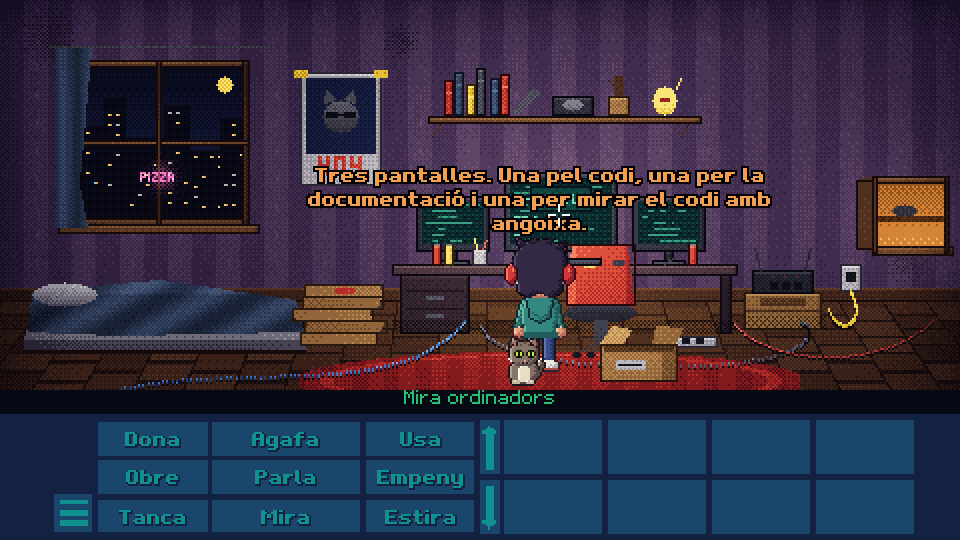 PIZZA
Tres pantalles. Una pel codi, una per la
documentació i una per mirar el codi amb
angoixa.
Mira ordinadors
Dona Agafa Usa
Obre Parla Empeny
Tanca Mira Estira